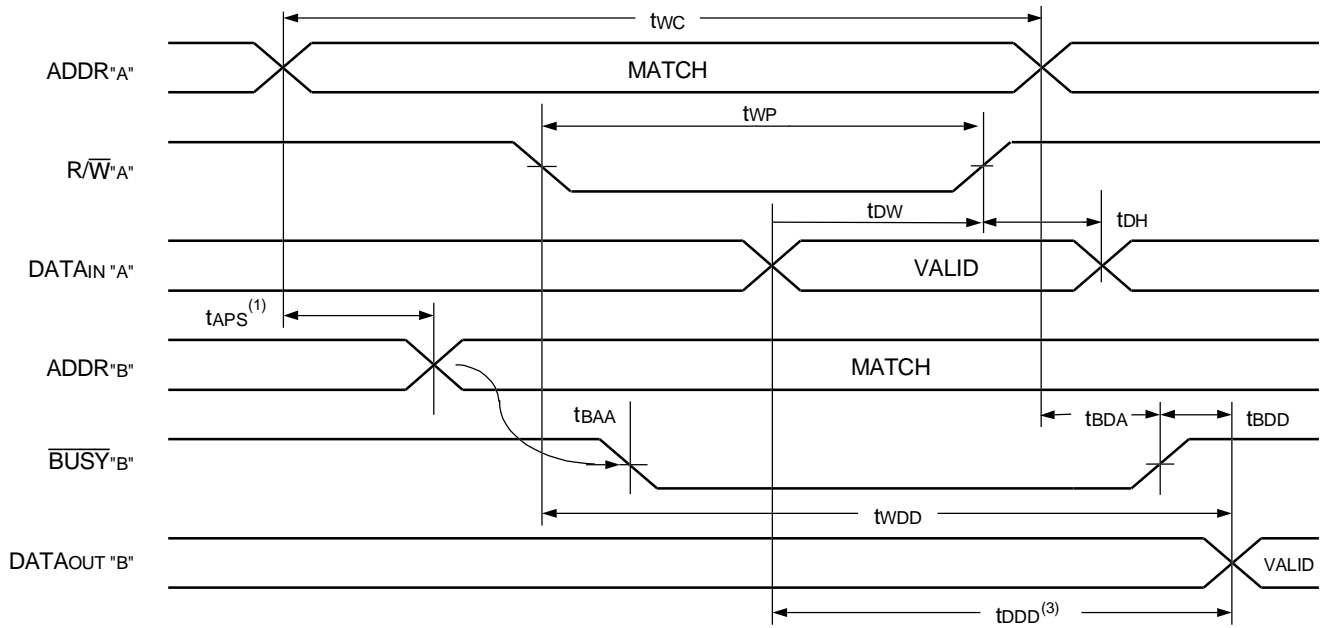 tWC
ADDR"A" MATCH
tWP
R/W̅"A"
tDW tDH
DATAIN "A" VALID
tAPS(1)
ADDR"B" MATCH
tBAA tBDA tBDD
B̅U̅S̅Y̅"B"
tWDD
DATAOUT "B" VALID
tDDD(3)